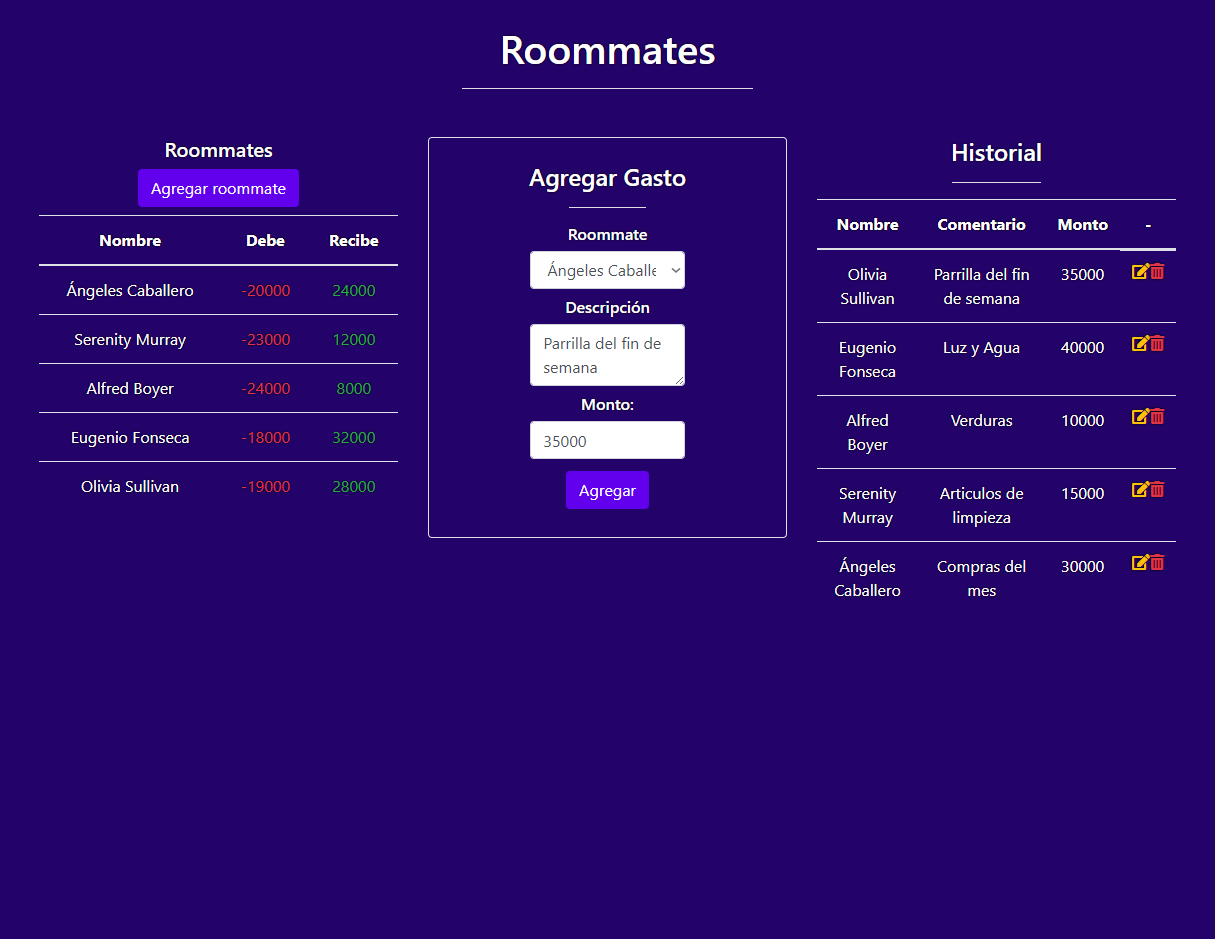 Roommates
Roommates
Agregar roommate
Nombre Debe Recibe
Ángeles Caballero -20000 24000
Serenity Murray -23000 12000
Alfred Boyer -24000 8000
Eugenio Fonseca -18000 32000
Olivia Sullivan -19000 28000
Agregar Gasto
Roommate
Ángeles Caballe
Descripción
Parrilla del fin de
semana
Monto:
35000
Agregar
Historial
Nombre Comentario Monto -
Olivia Parrilla del fin 35000
Sullivan de semana
Eugenio Luz y Agua 40000
Fonseca
Alfred Verduras 10000
Boyer
Serenity Articulos de 15000
Murray limpieza
Ángeles Compras del 30000
Caballero mes